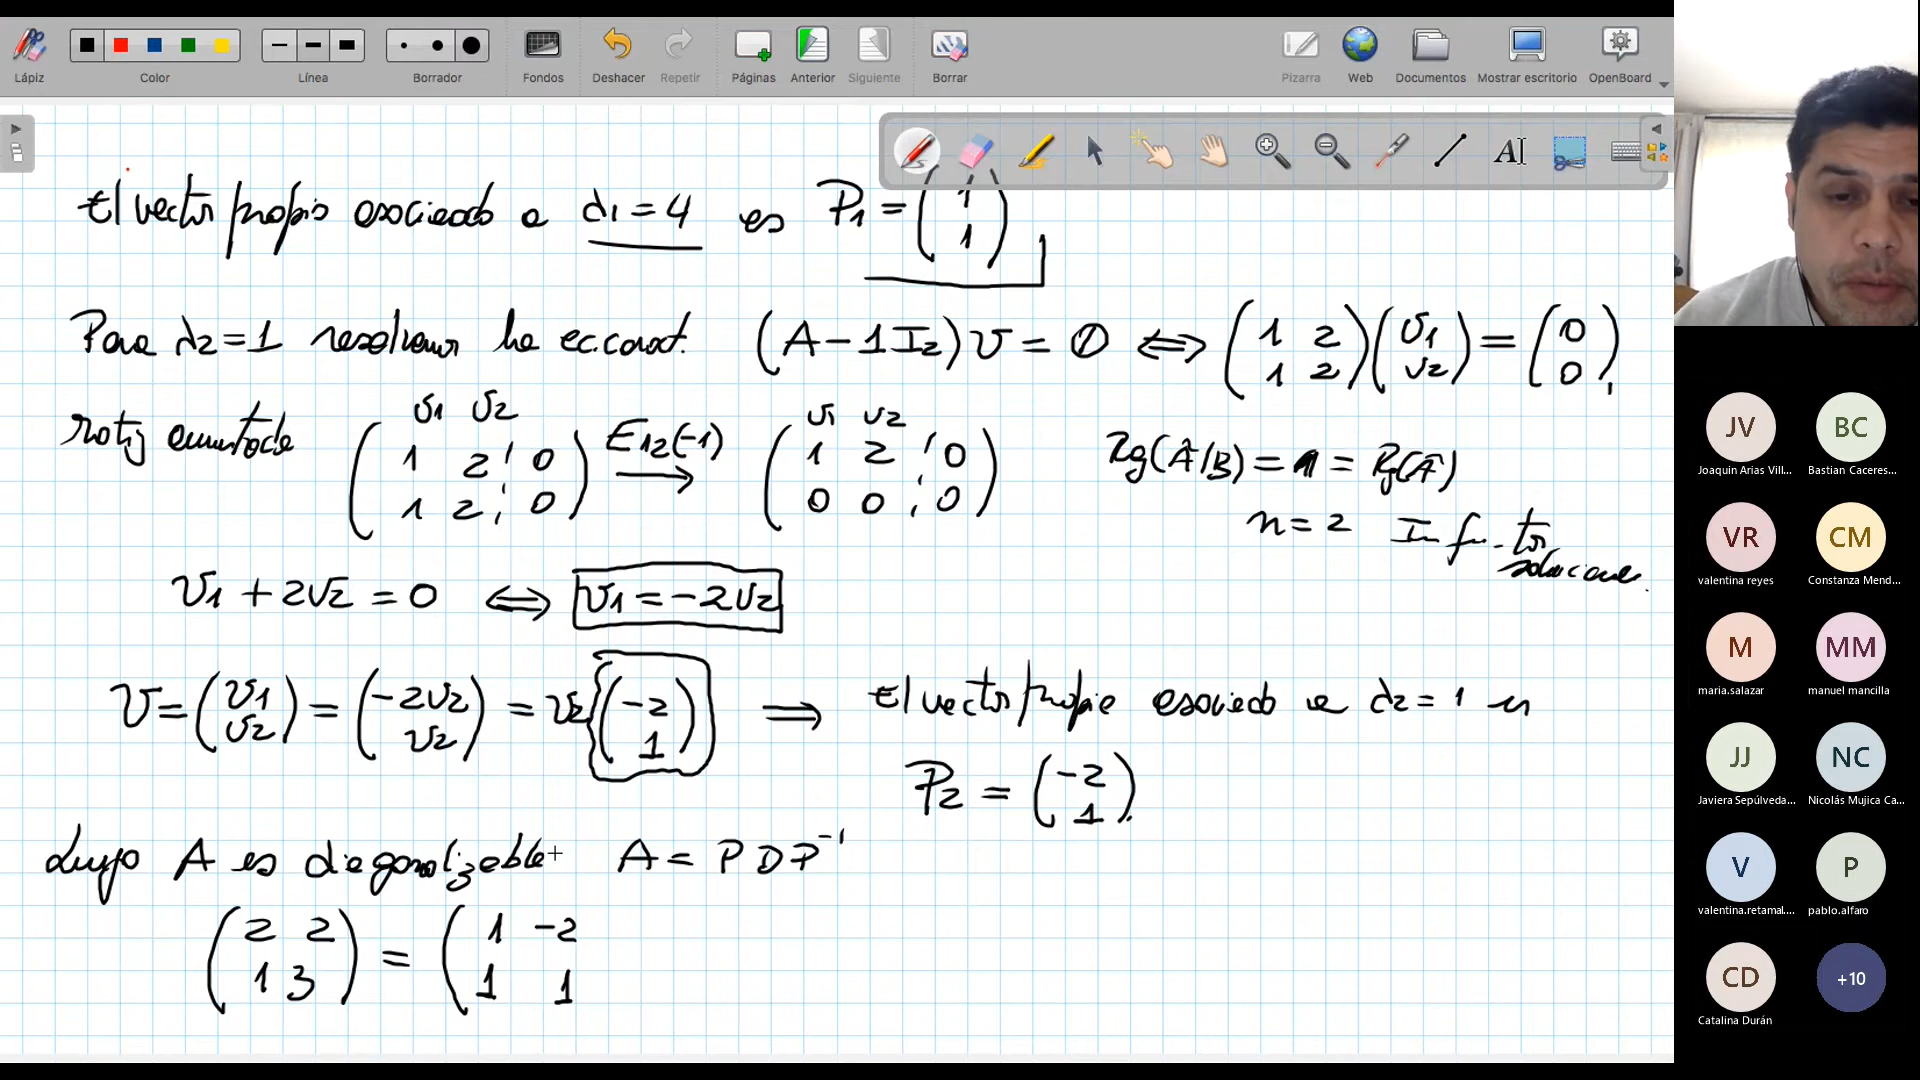 Lápiz
Color
Línea
Borrador
Fondos
Deshacer
Repetir
Páginas
Anterior
Siguiente
Borrar
Pizarra
Web
Documentos
Mostrar escritorio
OpenBoard
El vector propio asociado a λ1 = 4 es P1 = (1 1)
Para λ2 = 1 resolvemos la ec. caract. (A - 1I2) v = 0 ⟺ (1 2 1 2)(v1 v2) = (0 0),
v1 v2
(1 2 ¦ 0 1 2 ¦ 0) E12(-1) → v1 v2 (1 2 ¦ 0 0 0 ¦ 0)
Rg(A|B) = 1 = Rg(A)
n = 2 Infinitas soluciones.
v1 + 2v2 = 0 ⟺ v1 = -2v2
v = (v1 v2) = (-2v2 v2) = v2 (-2 1) ⟹ El vector propio asociado a λ2 = 1 es
P2 = (-2 1).
Luego A es diagonalizable A = P D P⁻¹
(2 2 1 3) = (1 -2 1 1
JV
Joaquin Arias Vill...
BC
Bastian Caceres...
VR
valentina reyes
CM
Constanza Mend...
M
maria.salazar
MM
manuel mancilla
JJ
Javiera Sepúlveda...
NC
Nicolás Mujica Ca...
V
valentina.retamal....
P
pablo.alfaro
CD
Catalina Durán
+10